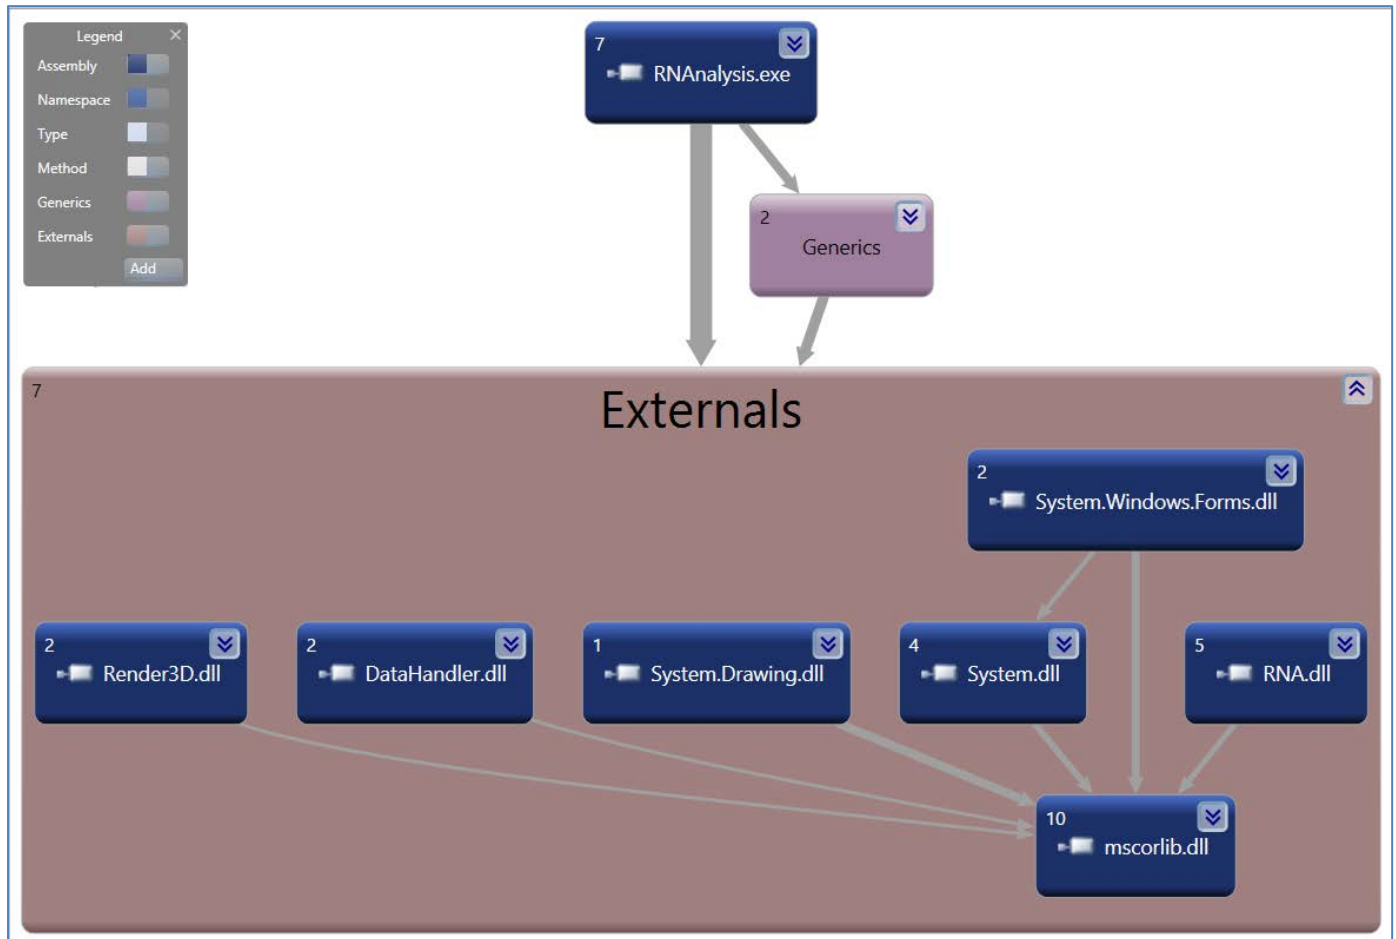 Legend
Assembly
Namespace
Type
Method
Generics
Externals
Add
7
RNAnalysis.exe
2
Generics
7
Externals
2
System.Windows.Forms.dll
2
Render3D.dll
2
DataHandler.dll
1
System.Drawing.dll
4
System.dll
5
RNA.dll
10
mscorlib.dll